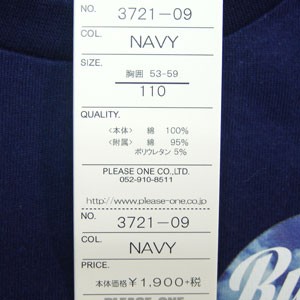 NO. 3721-09
COL. NAVY
SIZE. 胸囲 53-59
110
QUALITY.
<本体> 綿 100%
<附属> 綿 95%
ポリウレタン 5%
PLEASE ONE CO.,LTD.
052-910-8511
http://www.please-one.co.jp
NO. 3721-09
COL. NAVY
PRICE.
本体価格¥1,900+税
PLEASE ONE